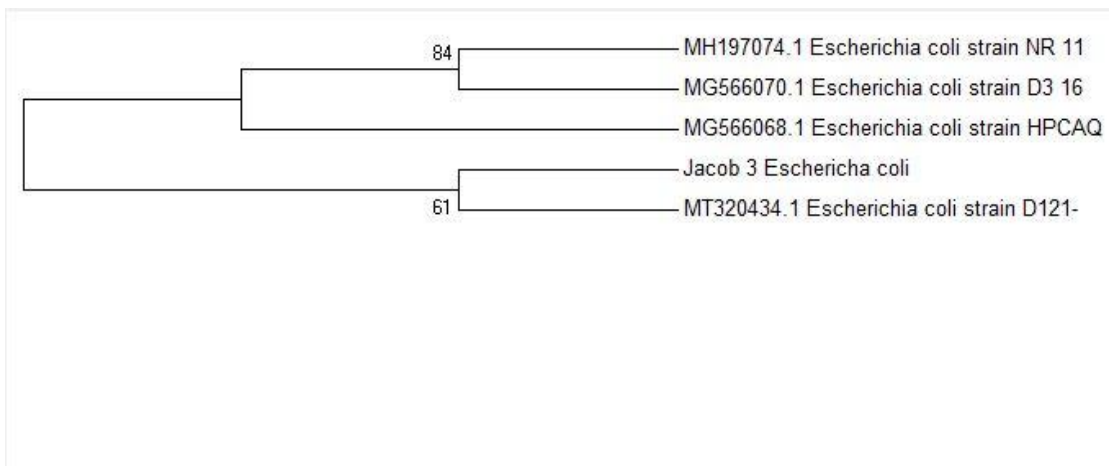 84
MH197074.1 Escherichia coli strain NR 11
MG566070.1 Escherichia coli strain D3 16
MG566068.1 Escherichia coli strain HPCAQ
Jacob 3 Eschericha coli
61
MT320434.1 Escherichia coli strain D121-